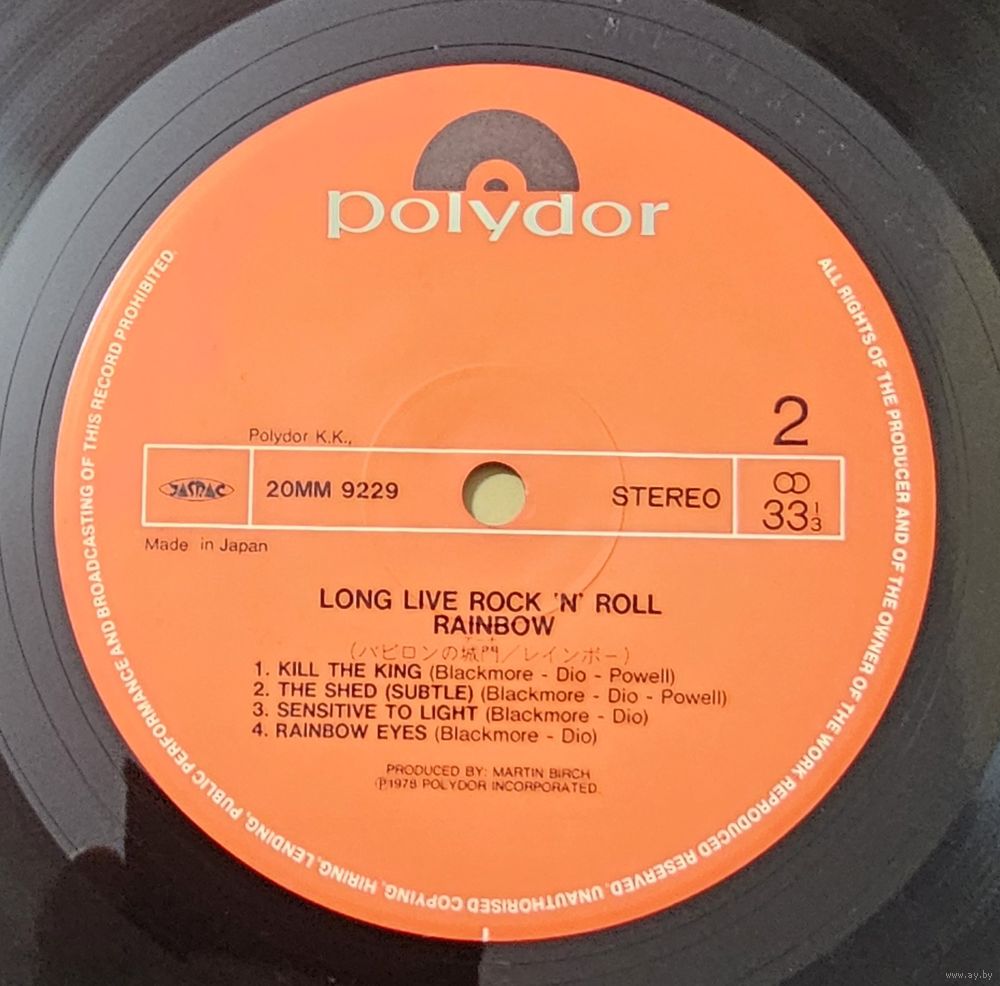 polydor
ALL RIGHTS OF THE PRODUCER AND OF THE OWNER OF THE WORK REPRODUCED RESERVED. UNAUTHORISED COPYING, HIRING, LENDING, PUBLIC PERFORMANCE AND BROADCASTING OF THIS RECORD PROHIBITED.
2
Polydor K.K.,
JASRAC
20MM 9229
STEREO
33 1/3
Made in Japan
LONG LIVE ROCK 'N' ROLL
RAINBOW
(バビロンの城門／レインボー)
1. KILL THE KING (Blackmore - Dio - Powell)
2. THE SHED (SUBTLE) (Blackmore - Dio - Powell)
3. SENSITIVE TO LIGHT (Blackmore - Dio)
4. RAINBOW EYES (Blackmore - Dio)
PRODUCED BY: MARTIN BIRCH
Ⓟ1978 POLYDOR INCORPORATED.
www.ay.by